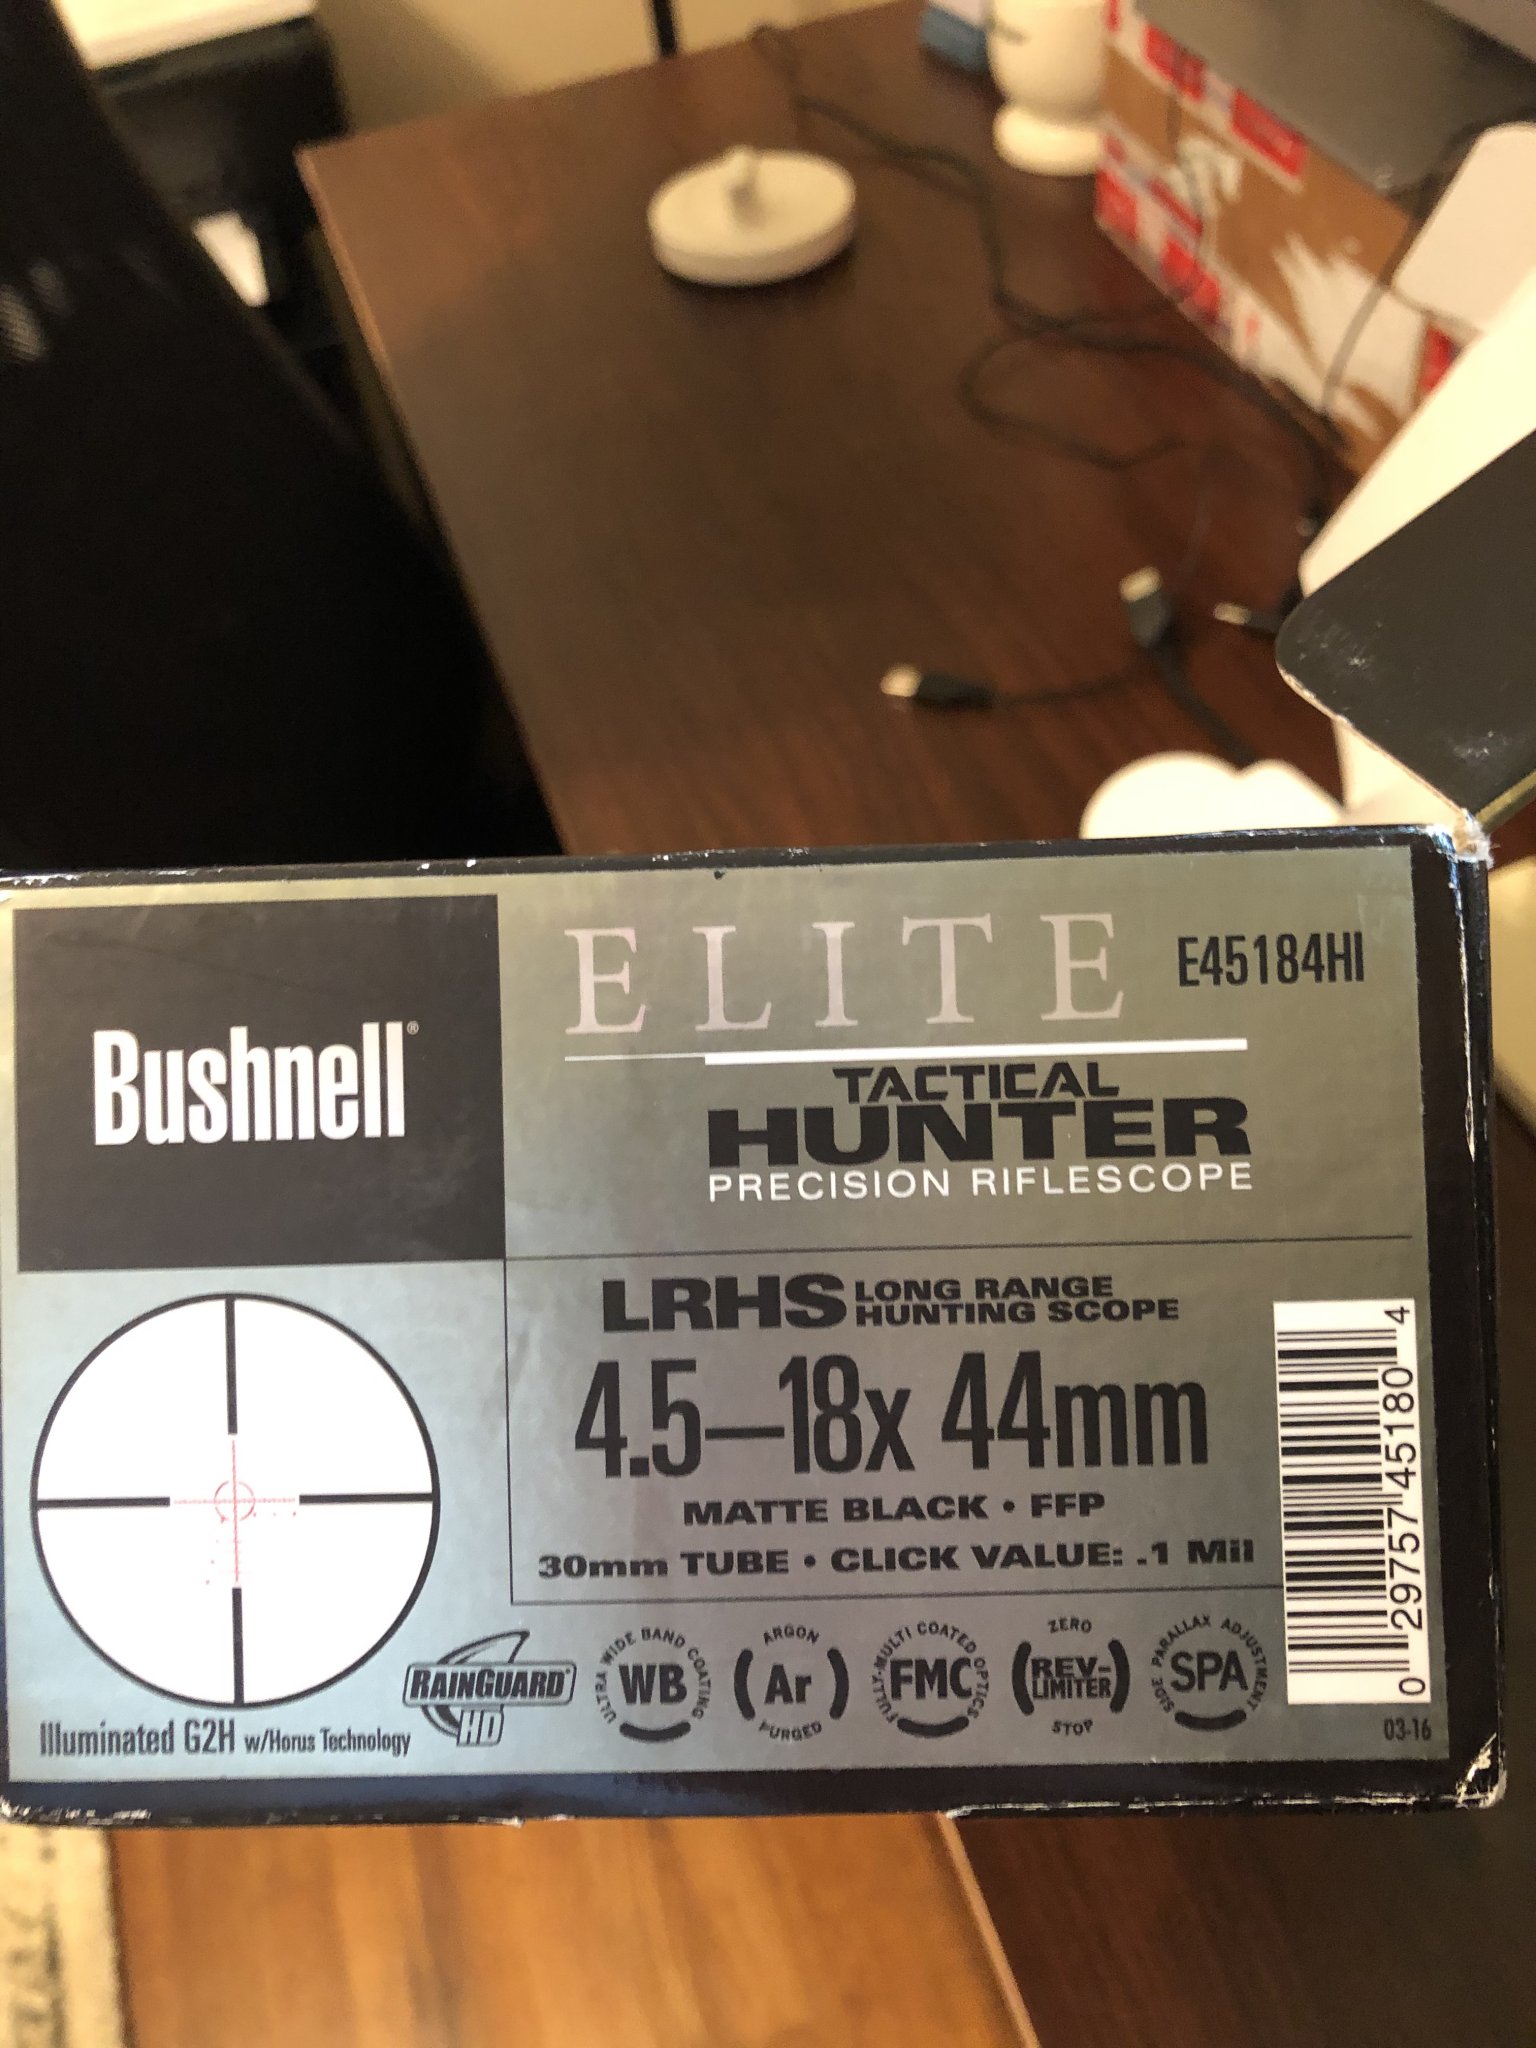 Bushnell®
ELITE E45184HI
TACTICAL
HUNTER
PRECISION RIFLESCOPE
LRHS LONG RANGE
HUNTING SCOPE
4.5–18x 44mm
MATTE BLACK • FFP
30mm TUBE • CLICK VALUE: .1 Mil
0 29757 45180 4
Illuminated G2H w/Horus Technology
RAINGUARD®
HD
ULTRA WIDE BAND COATING
WB
ARGON
Ar
PURGED
FULLY-MULTI COATED OPTICS
FMC
ZERO
REV-
LIMITER
STOP
SIDE PARALLAX ADJUSTMENT
SPA
03-16